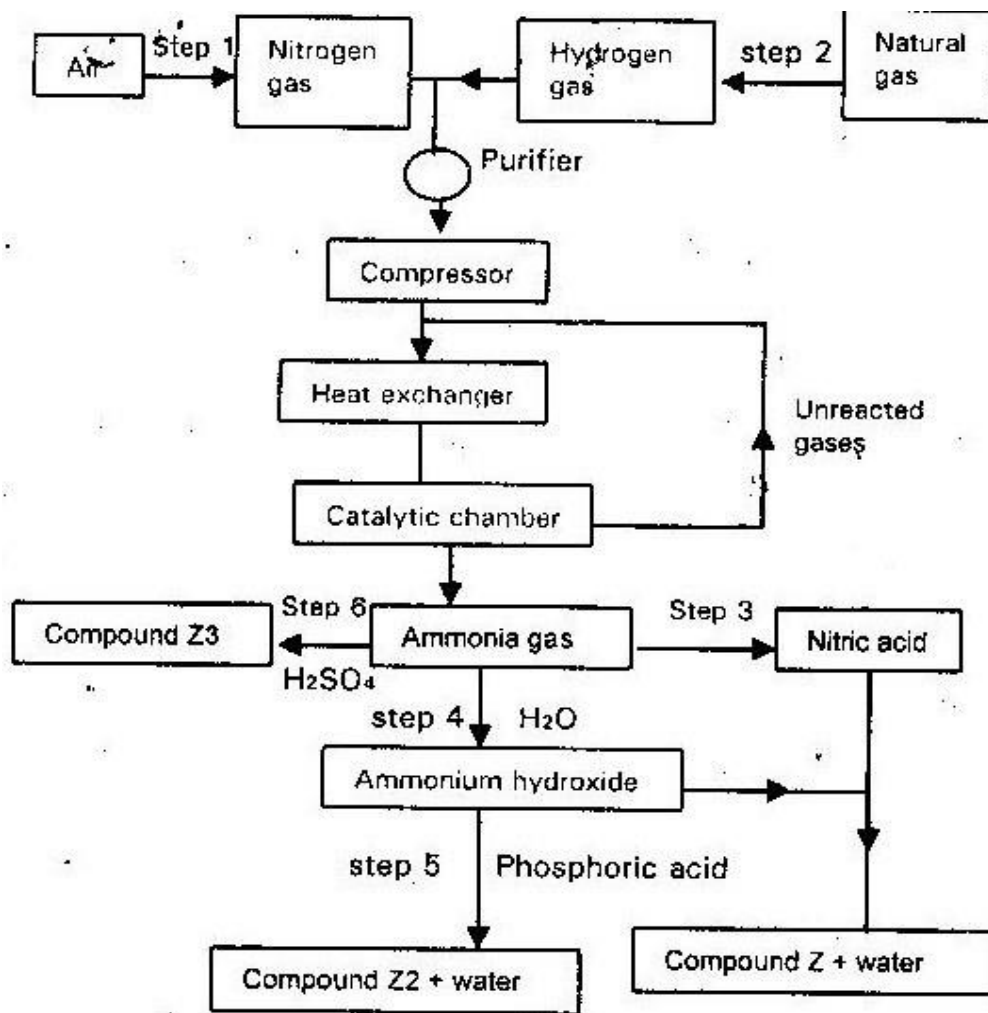 Air
Step 1
Nitrogen
gas
Hydrogen
gas
step 2
Natural
gas
Purifier
Compressor
Heat exchanger
Unreacted
gases
Catalytic chamber
Compound Z3
Step 6
H₂SO₄
Ammonia gas
Step 3
Nitric acid
step 4 H₂O
Ammonium hydroxide
step 5 Phosphoric acid
Compound Z2 + water
Compound Z + water